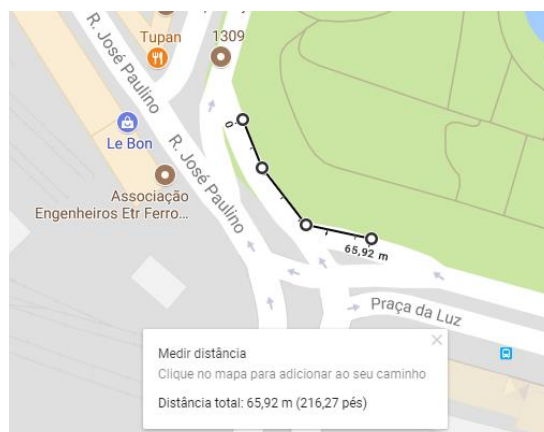 R. José Paulino
Tupan
1309
Le Bon
R. José Paulino
Associação
Engenheiros Etr Ferro...
0
65,92 m
Praça da Luz
Medir distância
Clique no mapa para adicionar ao seu caminho
Distância total: 65,92 m (216,27 pés)